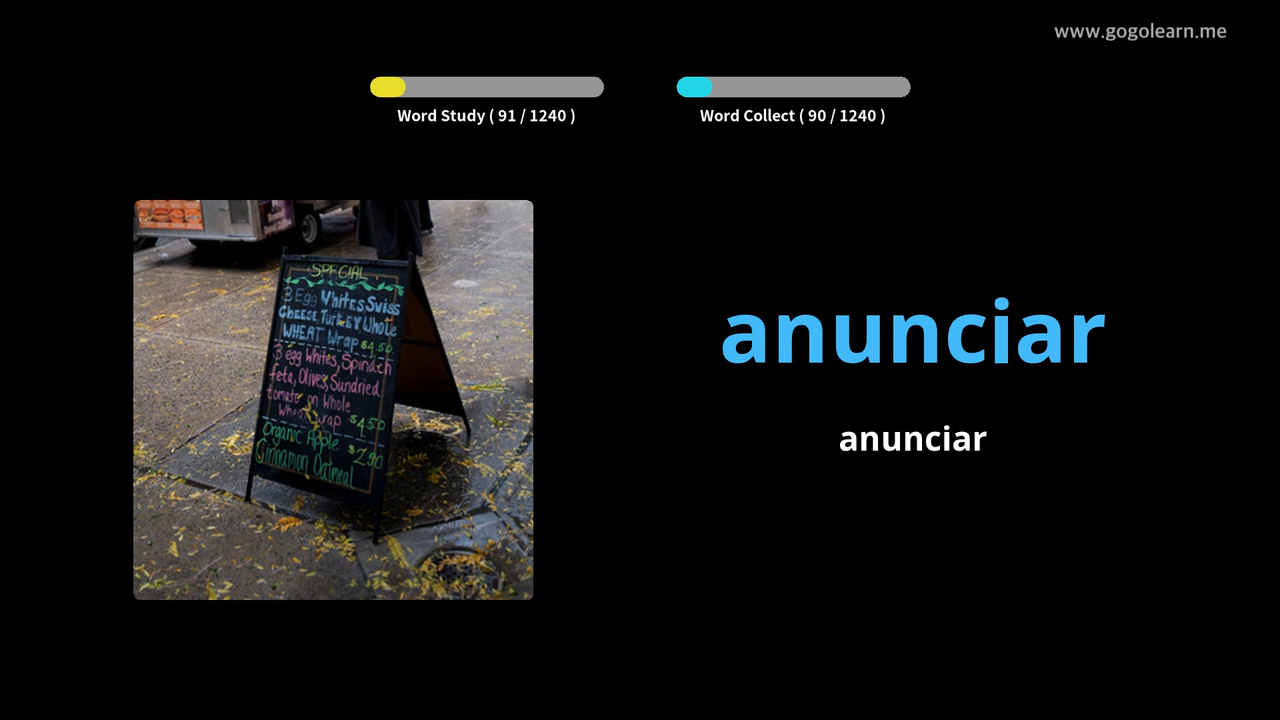 www.gogolearn.me
Word Study ( 91 / 1240 )
Word Collect ( 90 / 1240 )
SPECIAL
3 Egg Whites, Swiss
Cheese, Turkey Whole
WHEAT Wrap $4.50
3 egg Whites, Spinach
feta, Olives, Sundried
tomato on Whole
Wheat Wrap $4.50
Organic Apple
Cinnamon Oatmeal $2.50
anunciar
anunciar